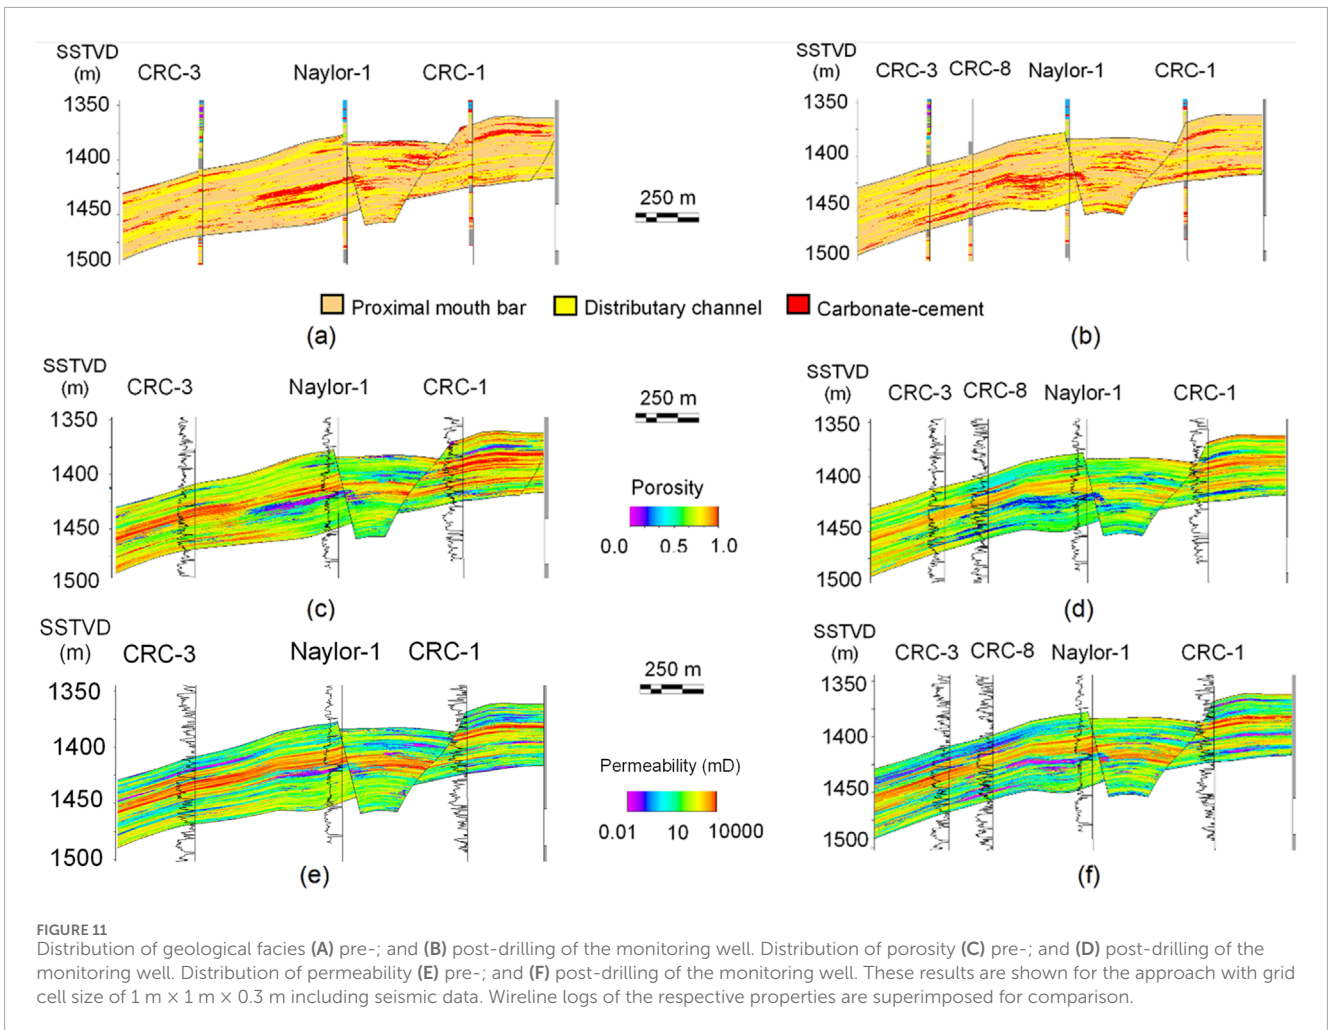 SSTVD
(m)
CRC-3
Naylor-1
CRC-1
1350
1400
1450
1500
250 m
SSTVD
(m)
CRC-3
CRC-8
Naylor-1
CRC-1
1350
1400
1450
1500
Proximal mouth bar
Distributary channel
Carbonate-cement
(a)
(b)
SSTVD
(m)
CRC-3
Naylor-1
CRC-1
1350
1400
1450
1500
250 m
Porosity
0.0
0.5
1.0
SSTVD
(m)
CRC-3
CRC-8
Naylor-1
CRC-1
1350
1400
1450
1500
(c)
(d)
SSTVD
(m)
CRC-3
Naylor-1
CRC-1
1350
1400
1450
1500
250 m
Permeability (mD)
0.01
10
10000
SSTVD
(m)
CRC-3
CRC-8
Naylor-1
CRC-1
1350
1400
1450
1500
(e)
(f)
FIGURE 11
Distribution of geological facies (A) pre-; and (B) post-drilling of the monitoring well. Distribution of porosity (C) pre-; and (D) post-drilling of the
monitoring well. Distribution of permeability (E) pre-; and (F) post-drilling of the monitoring well. These results are shown for the approach with grid
cell size of 1 m × 1 m × 0.3 m including seismic data. Wireline logs of the respective properties are superimposed for comparison.